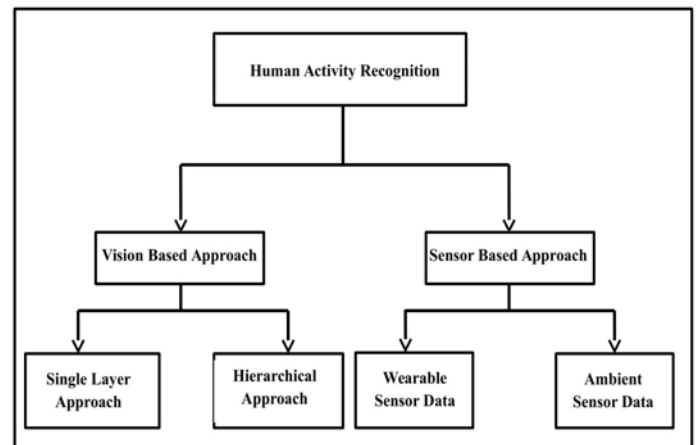 Human Activity Recognition
Vision Based Approach
Sensor Based Approach
Single Layer
Approach
Hierarchical
Approach
Wearable
Sensor Data
Ambient
Sensor Data